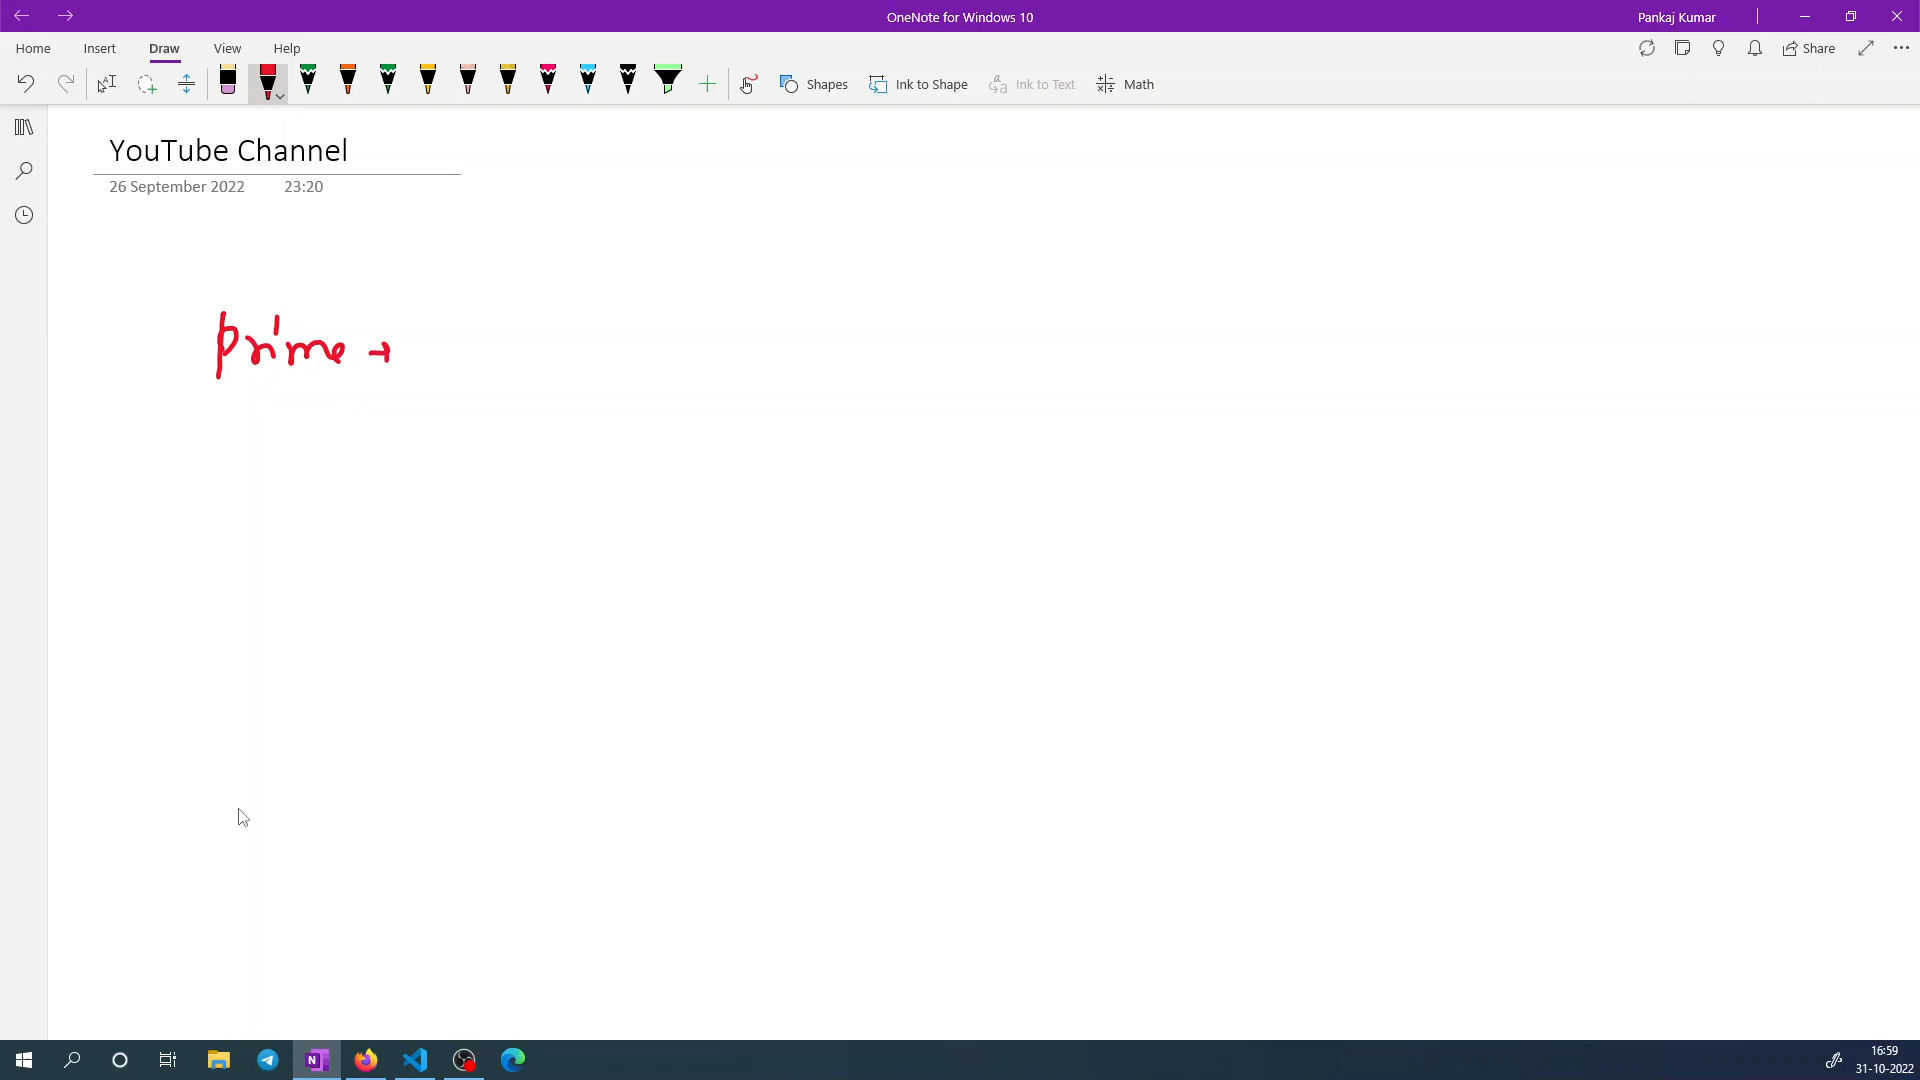 OneNote for Windows 10
Pankaj Kumar
Home Insert Draw View Help
Share
Shapes Ink to Shape Ink to Text Math
YouTube Channel
26 September 2022 23:20
Prime →
16:59
31-10-2022